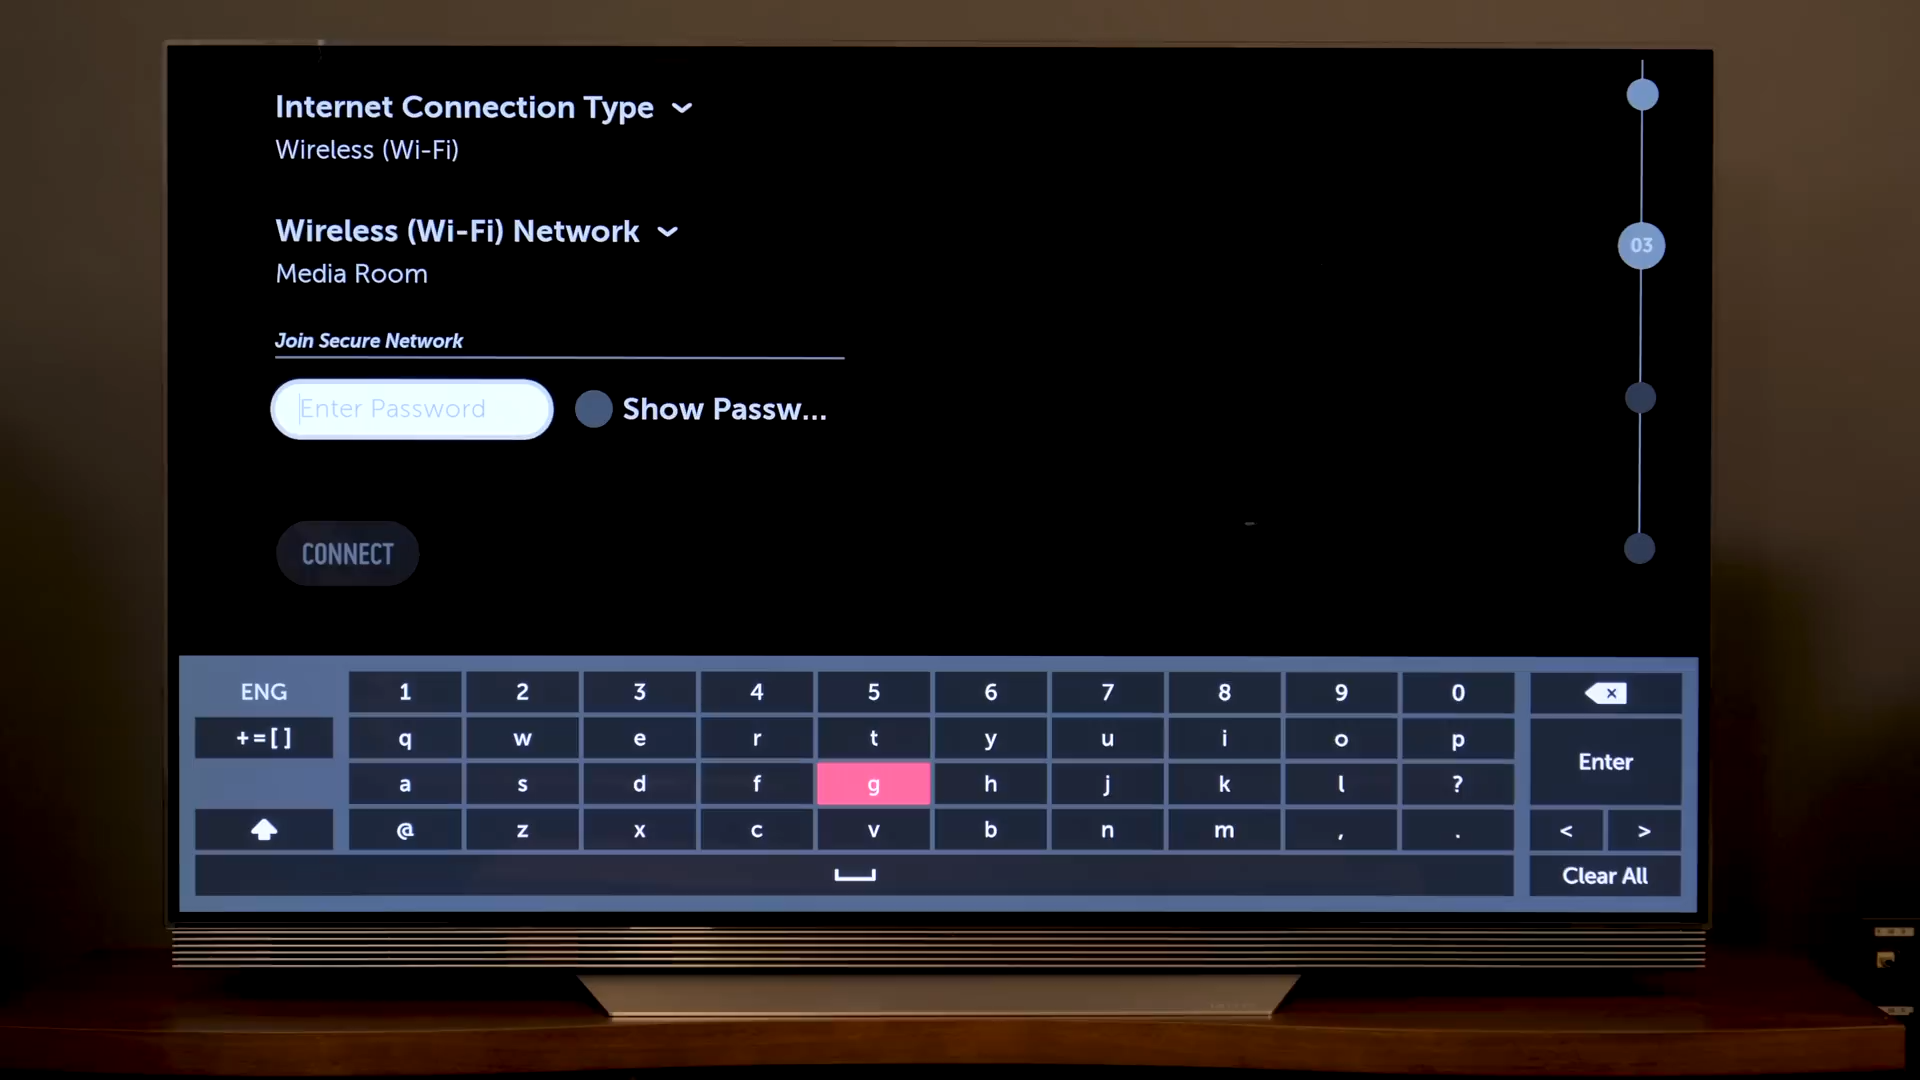 Internet Connection Type
Wireless (Wi-Fi)
03
Wireless (Wi-Fi) Network
Media Room
Join Secure Network
Enter Password Show Passw...
CONNECT
ENG 1 2 3 4 5 6 7 8 9 0
+=[] q w e r t y u i o p Enter
a s d f g h j k l ?
@ z x c v b n m , . < >
Clear All